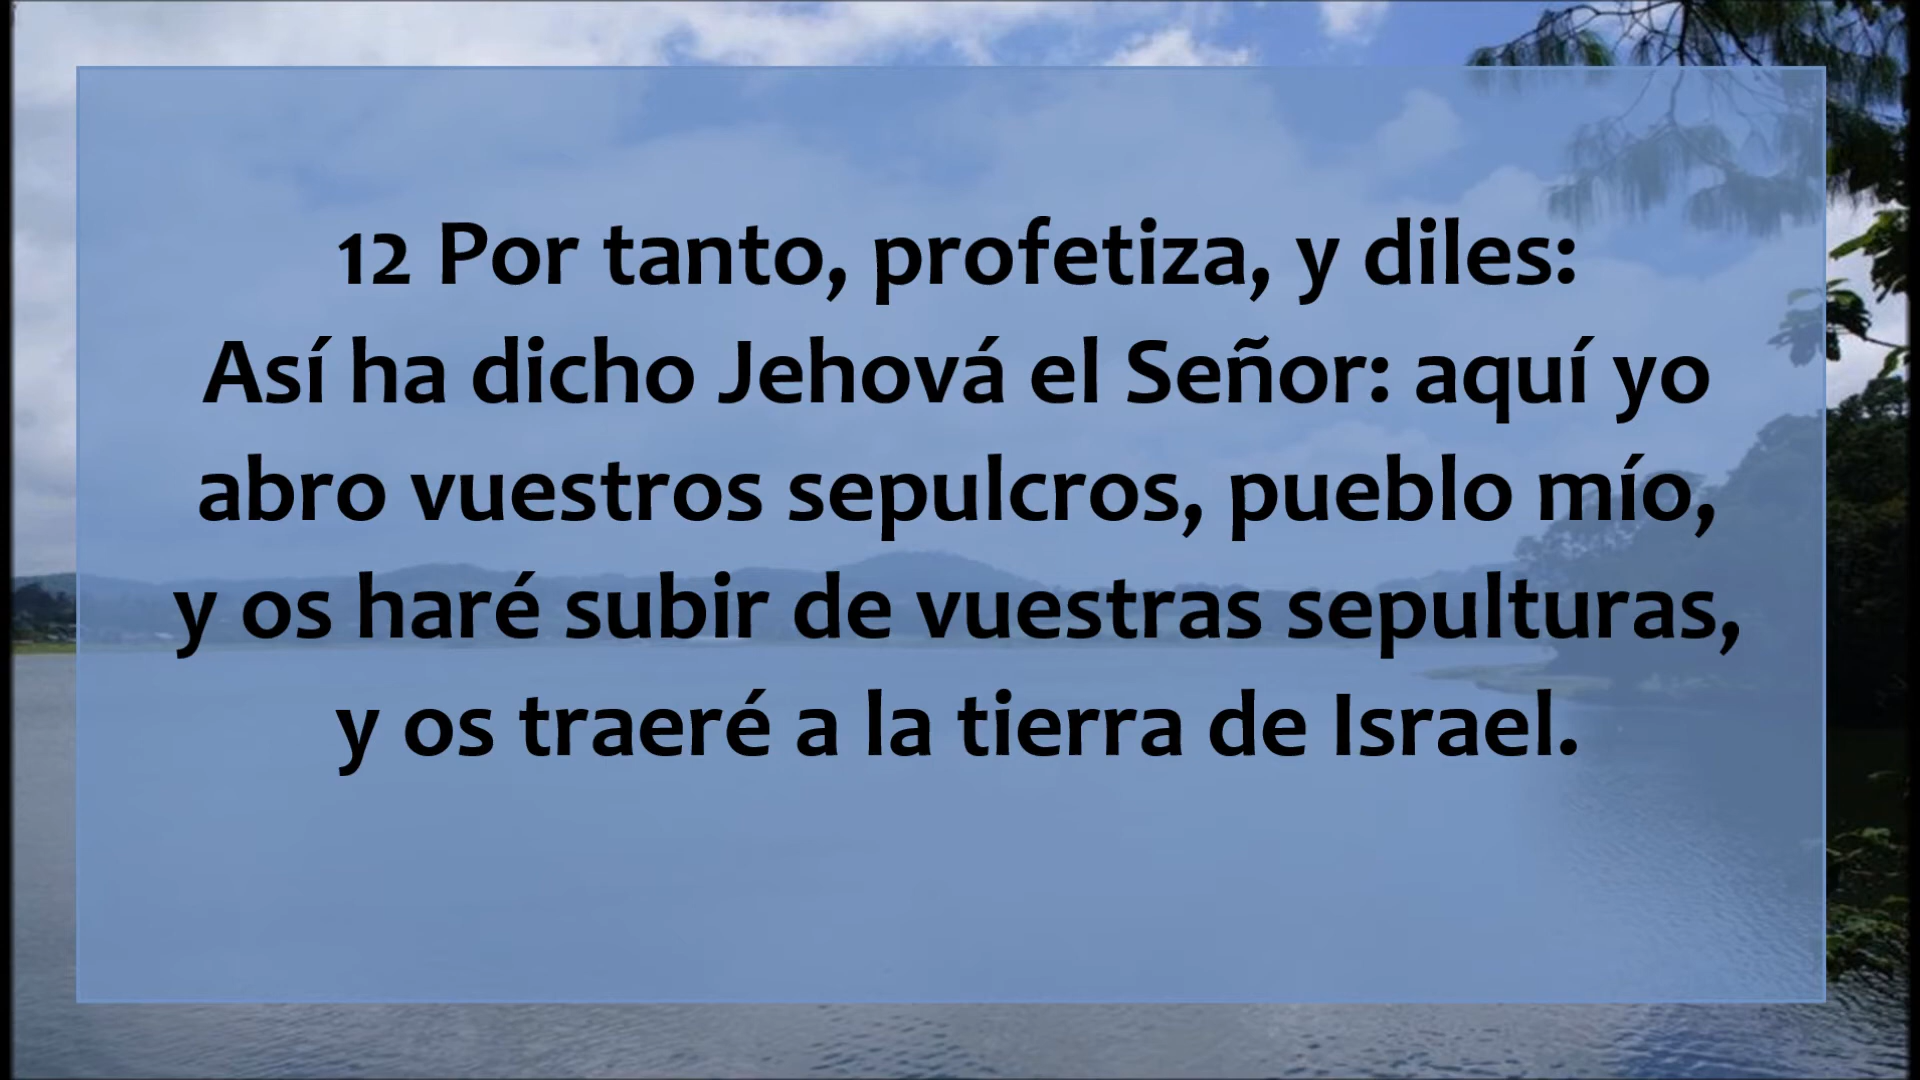 12 Por tanto, profetiza, y diles:
Así ha dicho Jehová el Señor: aquí yo
abro vuestros sepulcros, pueblo mío,
y os haré subir de vuestras sepulturas,
y os traeré a la tierra de Israel.